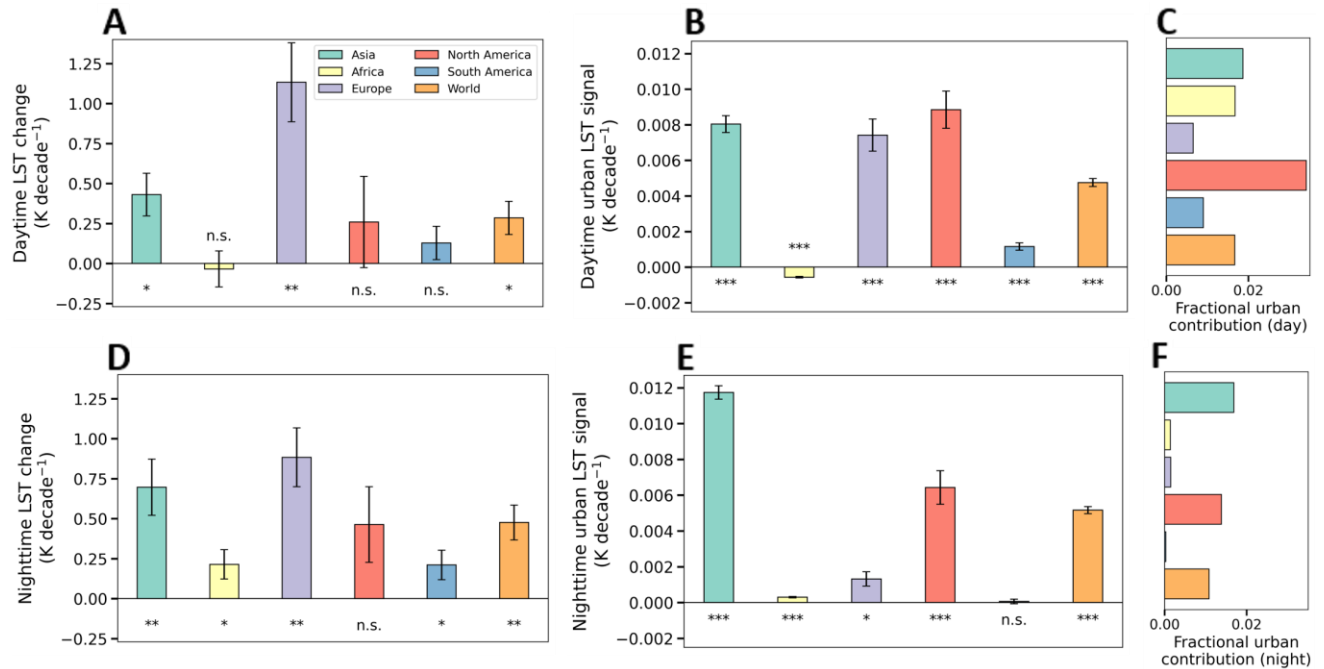 A
Daytime LST change
(K decade⁻¹)
1.25
1.00
0.75
0.50
0.25
0.00
−0.25
Asia
Africa
Europe
North America
South America
World
*
n.s.
**
n.s.
n.s.
*
B
Daytime urban LST signal
(K decade⁻¹)
0.012
0.010
0.008
0.006
0.004
0.002
0.000
−0.002
***
***
***
***
***
***
C
0.00
0.02
Fractional urban
contribution (day)
D
Nighttime LST change
(K decade⁻¹)
1.25
1.00
0.75
0.50
0.25
0.00
−0.25
**
*
**
n.s.
*
**
E
Nighttime urban LST signal
(K decade⁻¹)
0.012
0.010
0.008
0.006
0.004
0.002
0.000
−0.002
***
***
*
***
n.s.
***
F
0.00
0.02
Fractional urban
contribution (night)